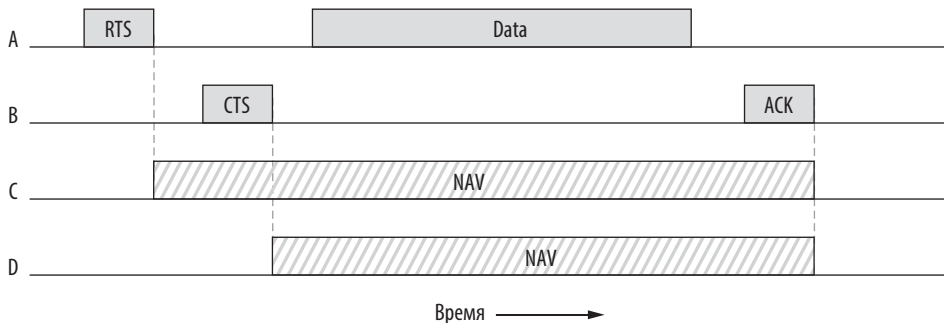 A RTS Data
B CTS ACK
C NAV
D NAV
Время